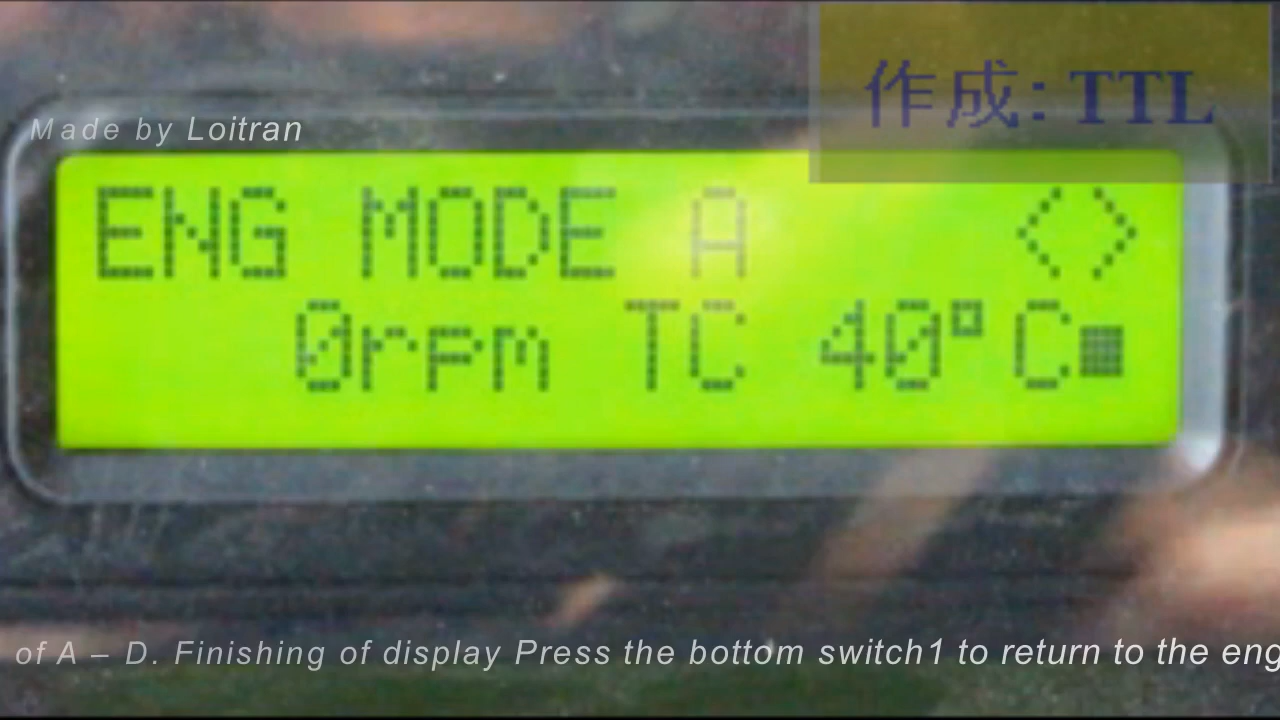 作成: TTL
Made by Loitran
ENG MODE A <>
0rpm TC 40°C
of A – D. Finishing of display Press the bottom switch1 to return to the eng